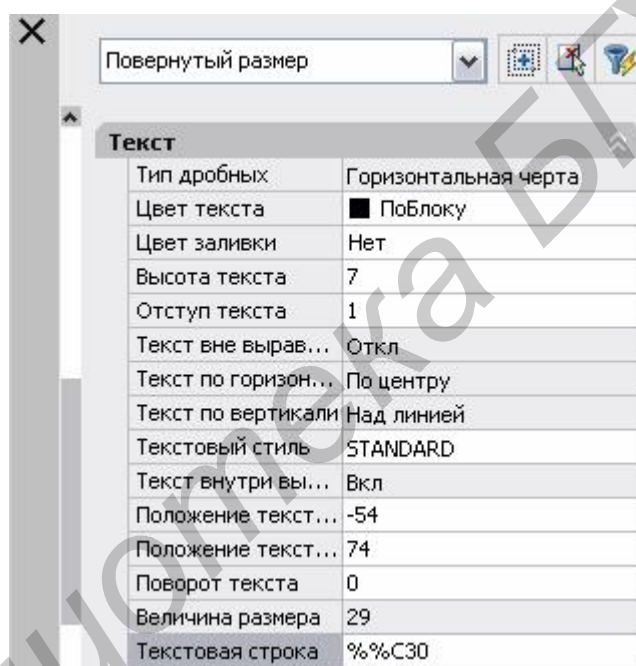 Повернутый размер
Текст
Тип дробных Горизонтальная черта
Цвет текста ПоБлоку
Цвет заливки Нет
Высота текста 7
Отступ текста 1
Текст вне вырав... Откл
Текст по горизон... По центру
Текст по вертикали Над линией
Текстовый стиль STANDARD
Текст внутри вы... Вкл
Положение текст... -54
Положение текст... 74
Поворот текста 0
Величина размера 29
Текстовая строка %%C30